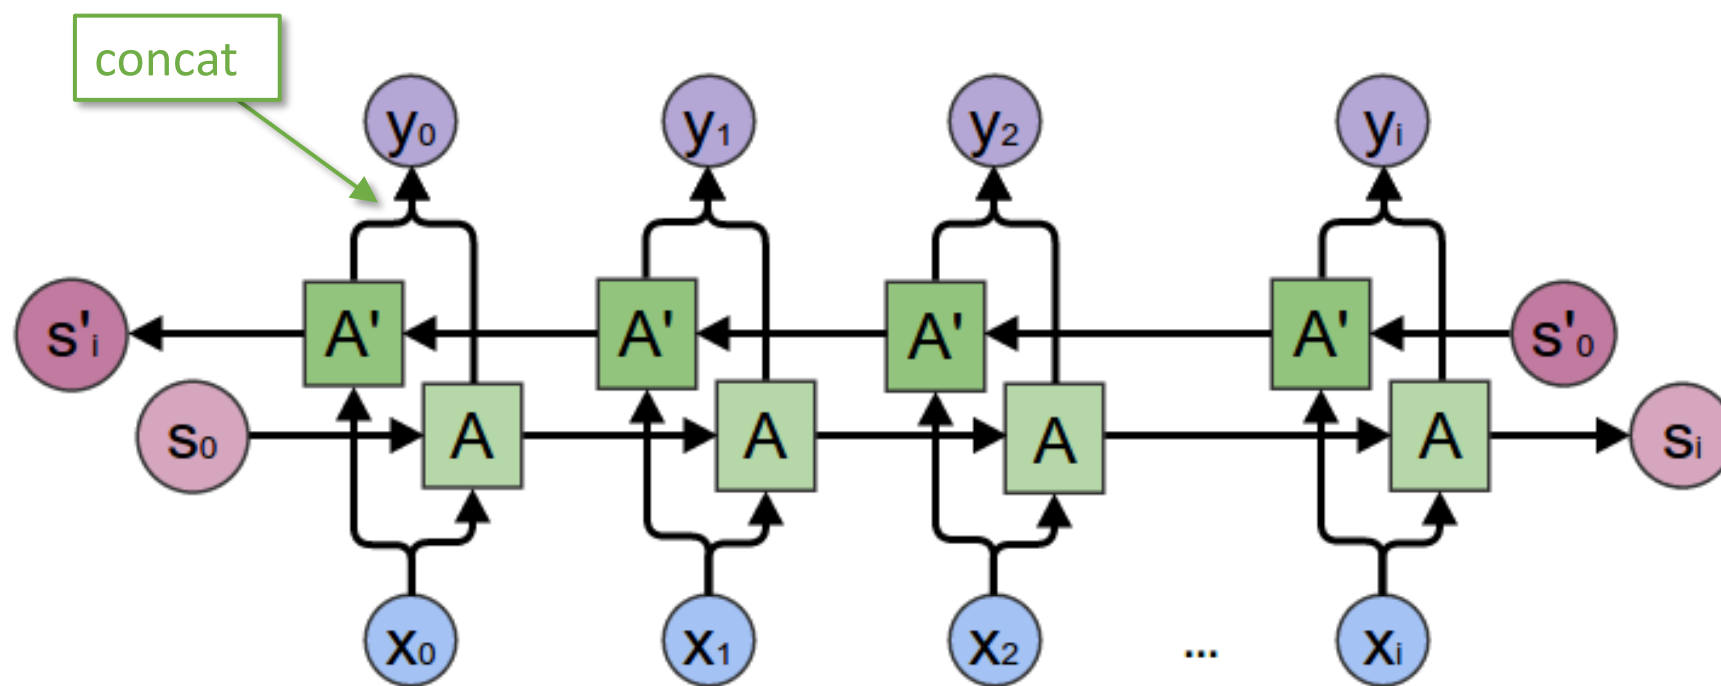 concat
y₀ y₁ y₂ yᵢ
s'ᵢ A' A' A' A' s'₀
s₀ A A A A sᵢ
x₀ x₁ x₂ ... xᵢ